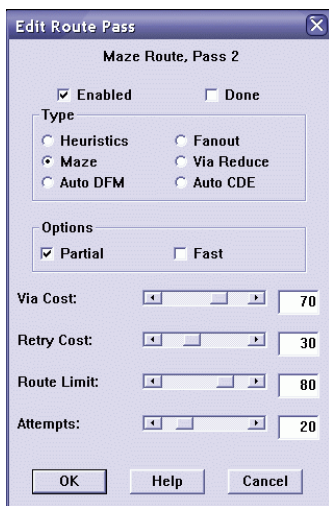 Edit Route Pass
Maze Route, Pass 2
Enabled Done
Type
Heuristics Fanout
Maze Via Reduce
Auto DFM Auto CDE
Options
Partial Fast
Via Cost: 70
Retry Cost: 30
Route Limit: 80
Attempts: 20
OK Help Cancel